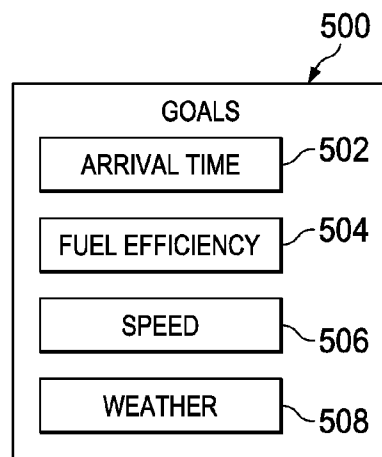 500
GOALS
ARRIVAL TIME
502
FUEL EFFICIENCY
504
SPEED
506
WEATHER
508